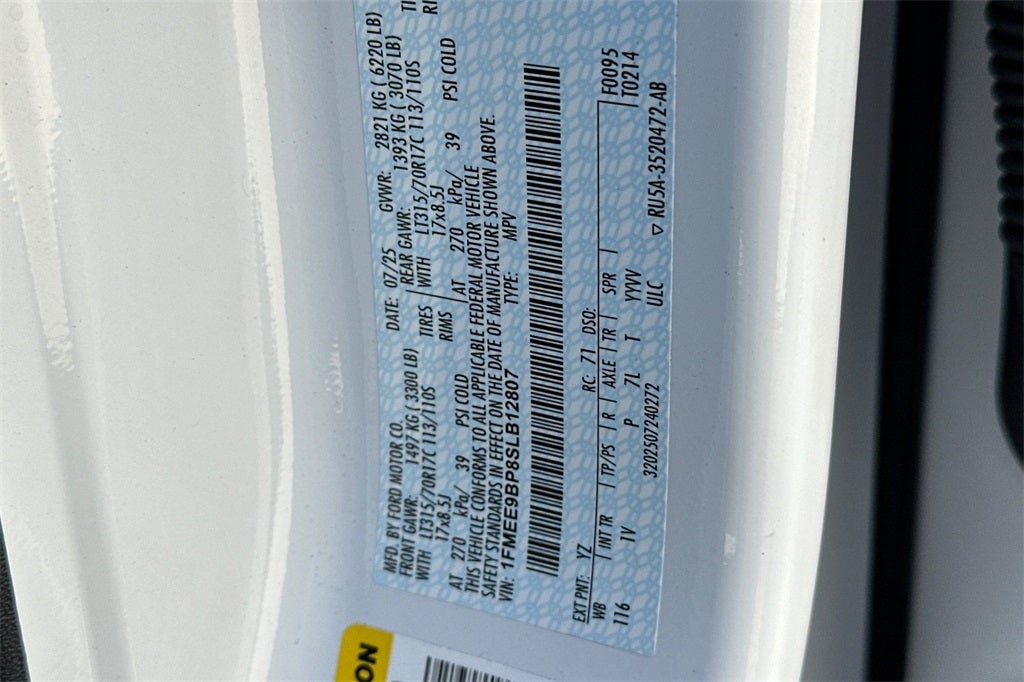 MFD. BY FORD MOTOR CO.
DATE: 07/25 GVWR: 2821 KG ( 6220 LB)
FRONT GAWR: 1497 KG ( 3300 LB)
REAR GAWR: 1393 KG ( 3070 LB)
WITH LT315/70R17C 113/110S TIRES
WITH LT315/70R17C 113/110S
17x8.5J RIMS
17x8.5J
AT 270 kPa/ 39 PSI COLD
AT 270 kPa/ 39 PSI COLD
THIS VEHICLE CONFORMS TO ALL APPLICABLE FEDERAL MOTOR VEHICLE
SAFETY STANDARDS IN EFFECT ON THE DATE OF MANUFACTURE SHOWN ABOVE.
VIN: 1FMEE9BP8SLB12807 TYPE: MPV
EXT PNT: YZ RC: 71 DSO: F0095
WB INT TR TP/PS R AXLE TR SPR T0214
116 1V P 7L T YYV
3202507240272 ULC ▽ RU5A-3520472-AB
ON